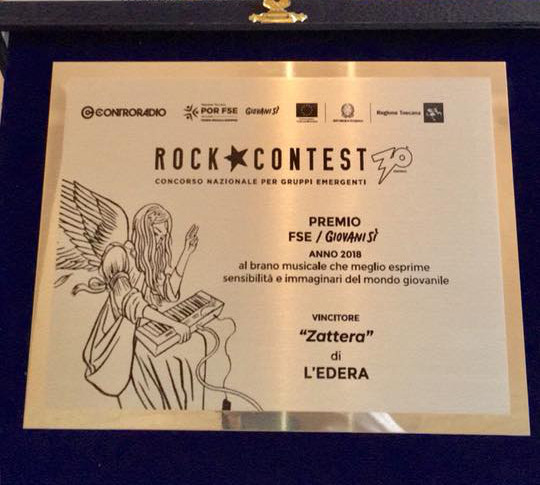 CONTRORADIO
POR FSE
GIOVANISÌ
Regione Toscana
ROCK CONTEST 30
CONCORSO NAZIONALE PER GRUPPI EMERGENTI
PREMIO
FSE / GIOVANISÌ
ANNO 2018
al brano musicale che meglio esprime
sensibilità e immaginari del mondo giovanile
VINCITORE
"Zattera"
di
L'EDERA